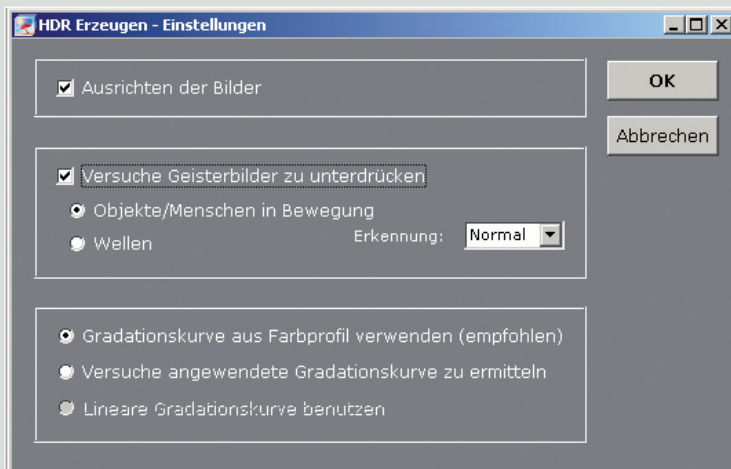 HDR Erzeugen - Einstellungen
Ausrichten der Bilder
OK
Abbrechen
Versuche Geisterbilder zu unterdrücken
Objekte/Menschen in Bewegung
Wellen
Erkennung:
Normal
Gradationskurve aus Farbprofil verwenden (empfohlen)
Versuche angewendete Gradationskurve zu ermitteln
Lineare Gradationskurve benutzen